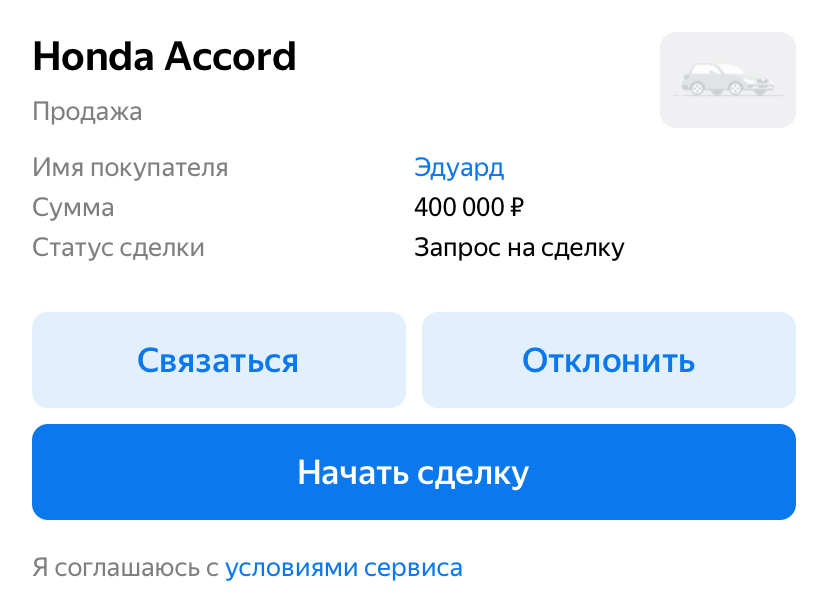 Honda Accord
Продажа
Имя покупателя Эдуард
Сумма 400 000 ₽
Статус сделки Запрос на сделку
Связаться Отклонить
Начать сделку
Я соглашаюсь с условиями сервиса